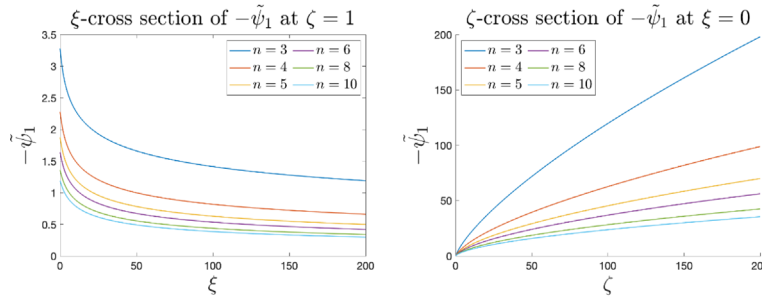 ξ-cross section of −ψ̃₁ at ζ = 1
3.5
3
2.5
2
1.5
1
0.5
0
0
50
100
150
200
−ψ̃₁
ξ
n = 3
n = 6
n = 4
n = 8
n = 5
n = 10
ζ-cross section of −ψ̃₁ at ξ = 0
200
150
100
50
0
0
50
100
150
200
−ψ̃₁
ζ
n = 3
n = 6
n = 4
n = 8
n = 5
n = 10